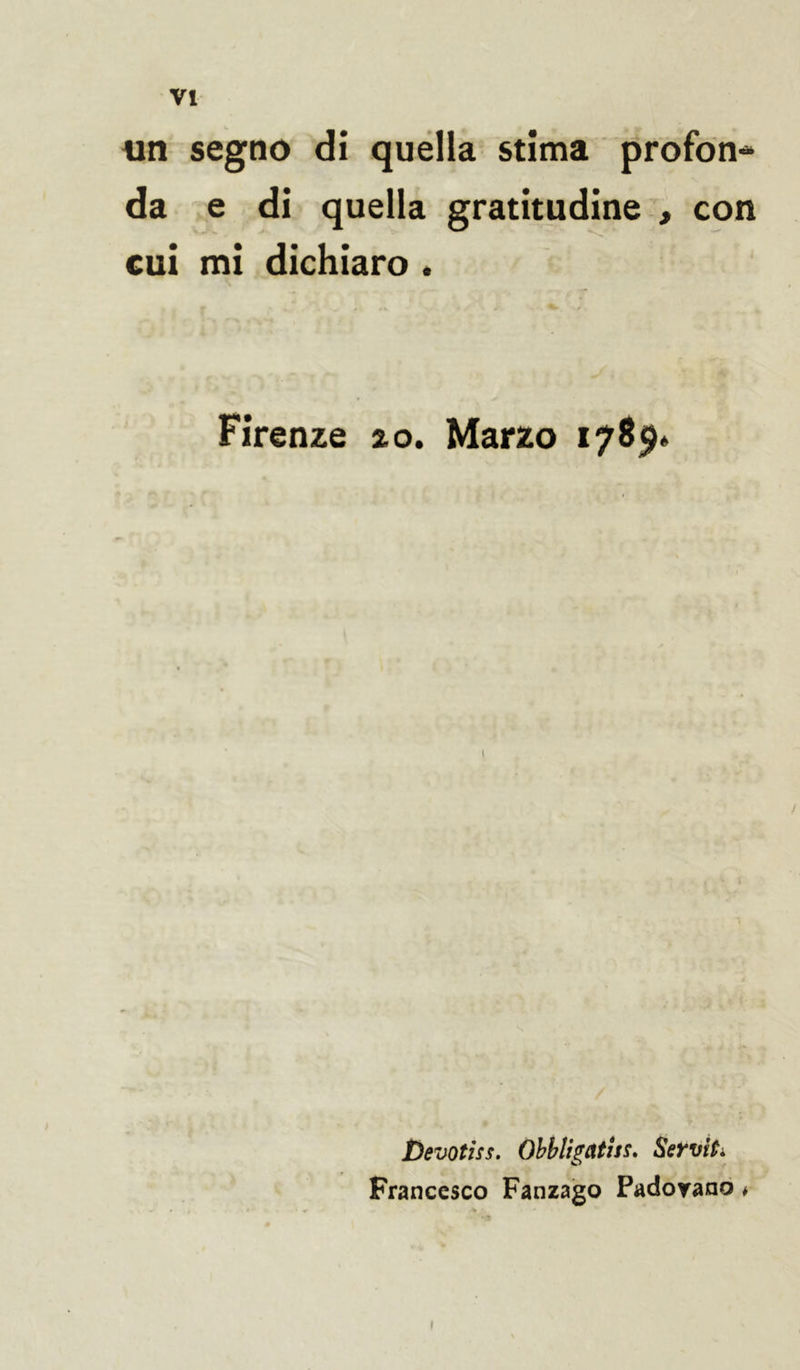 VI
un segno di quella stima profon-
da e di quella gratitudine , con
cui mi dichiaro .
Firenze 20. Marzo 1789.
Devotiss. Obbligatiss. Servit.
Francesco Fanzago Padovano .